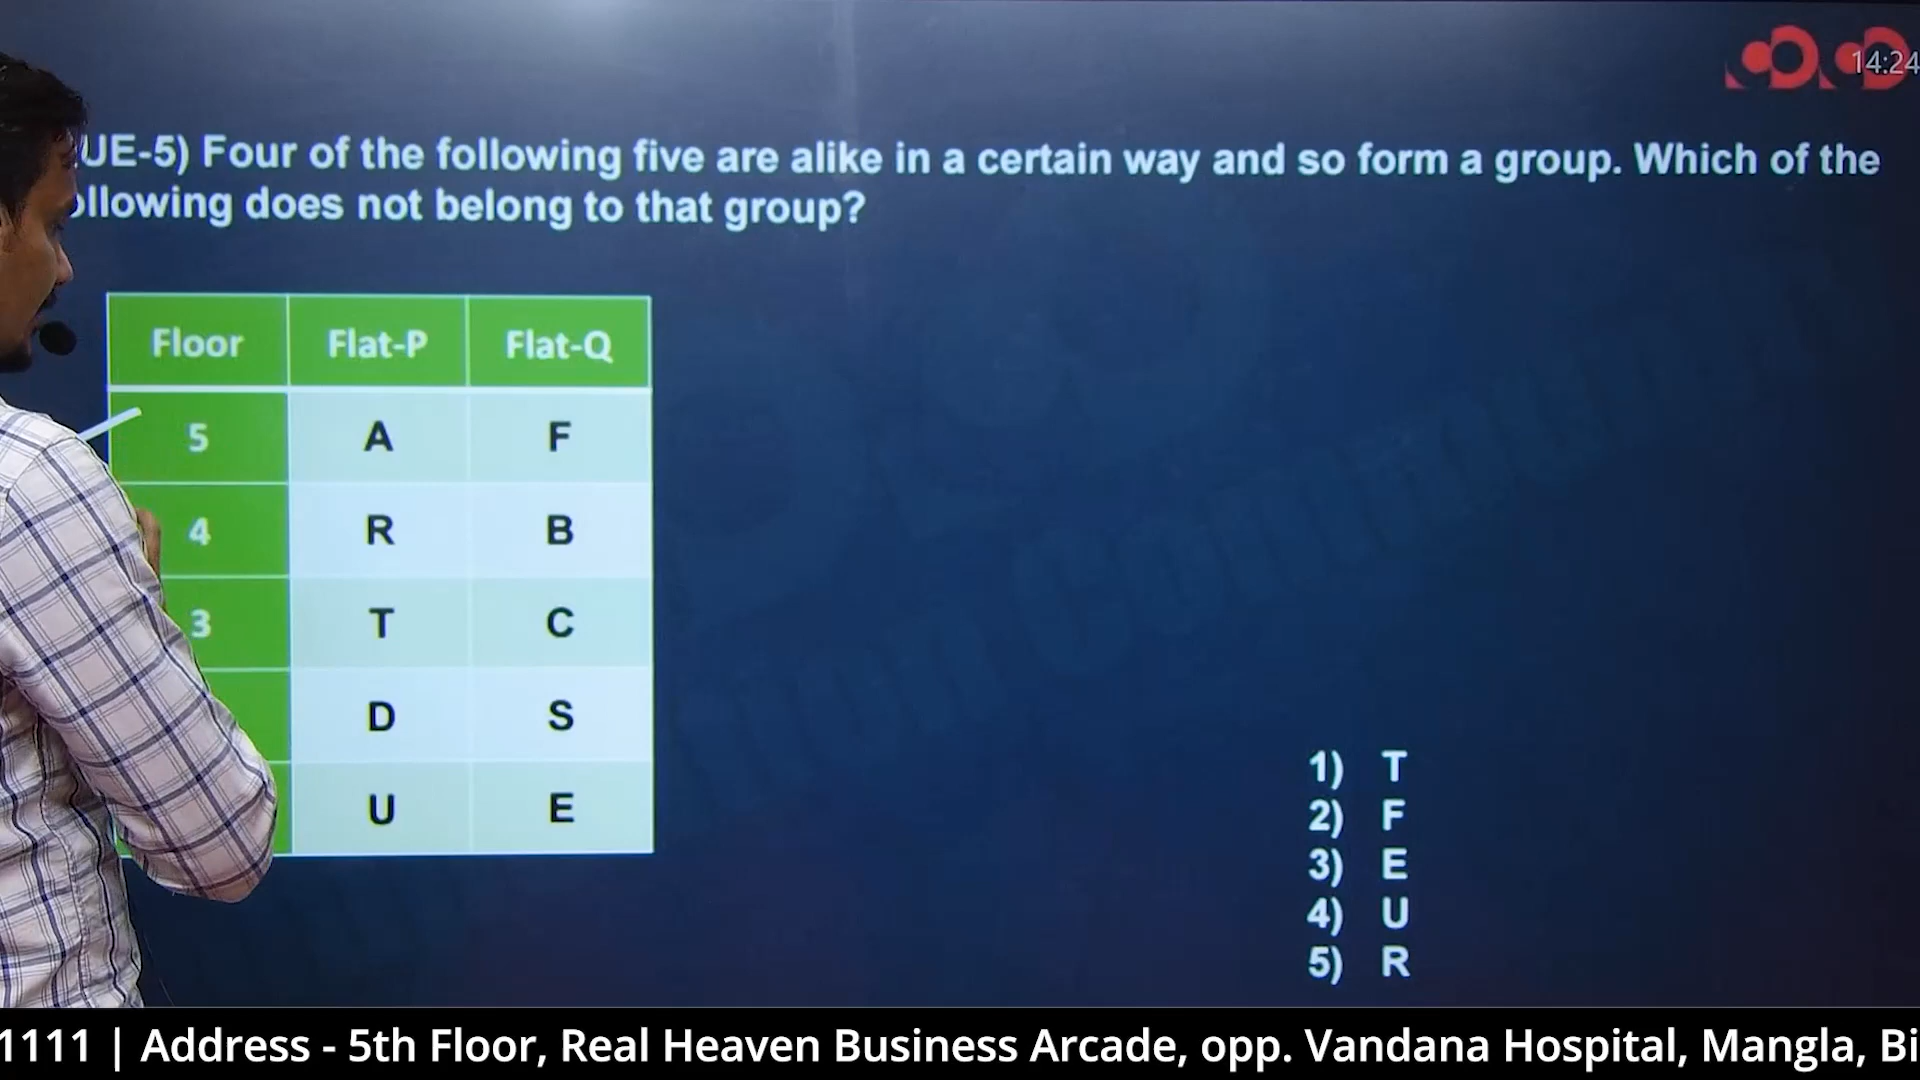 14:24
UE-5) Four of the following five are alike in a certain way and so form a group. Which of the
ollowing does not belong to that group?
Floor Flat-P Flat-Q
5 A F
4 R B
3 T C
D S
U E
1) T
2) F
3) E
4) U
5) R
1111 | Address - 5th Floor, Real Heaven Business Arcade, opp. Vandana Hospital, Mangla, Bi